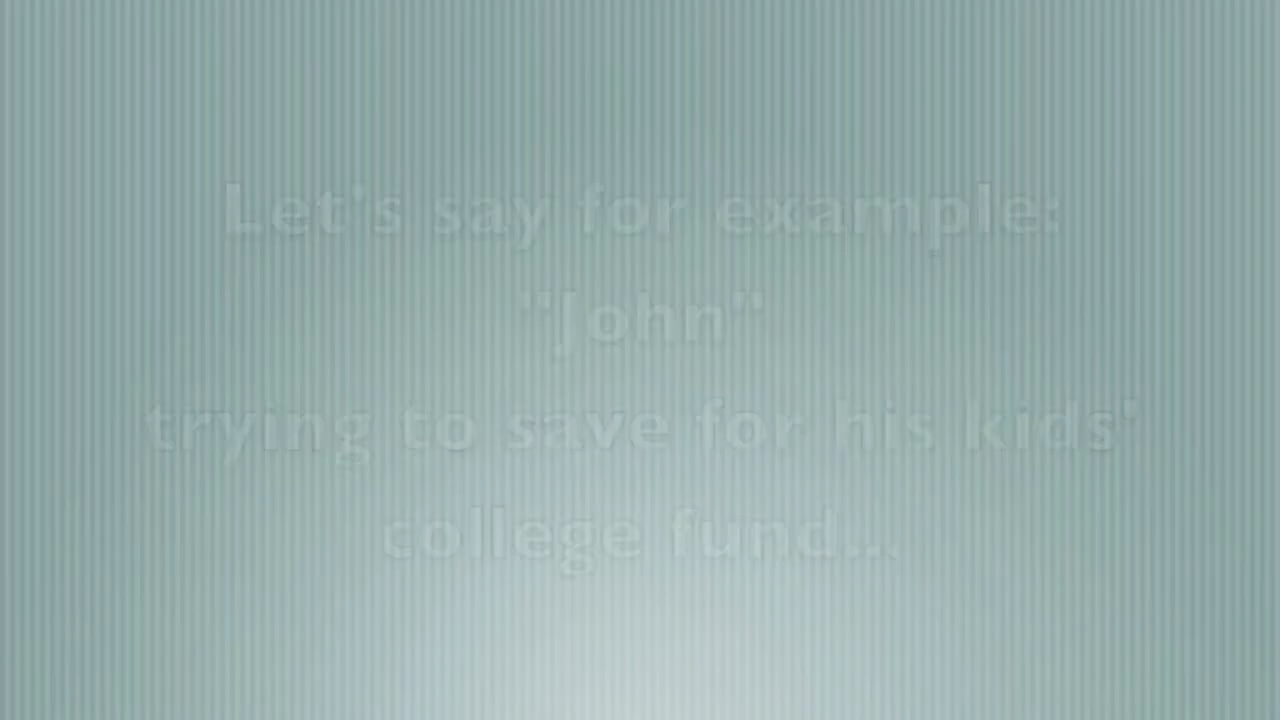 Let's say for example:
"John"
trying to save for his kids'
college fund...